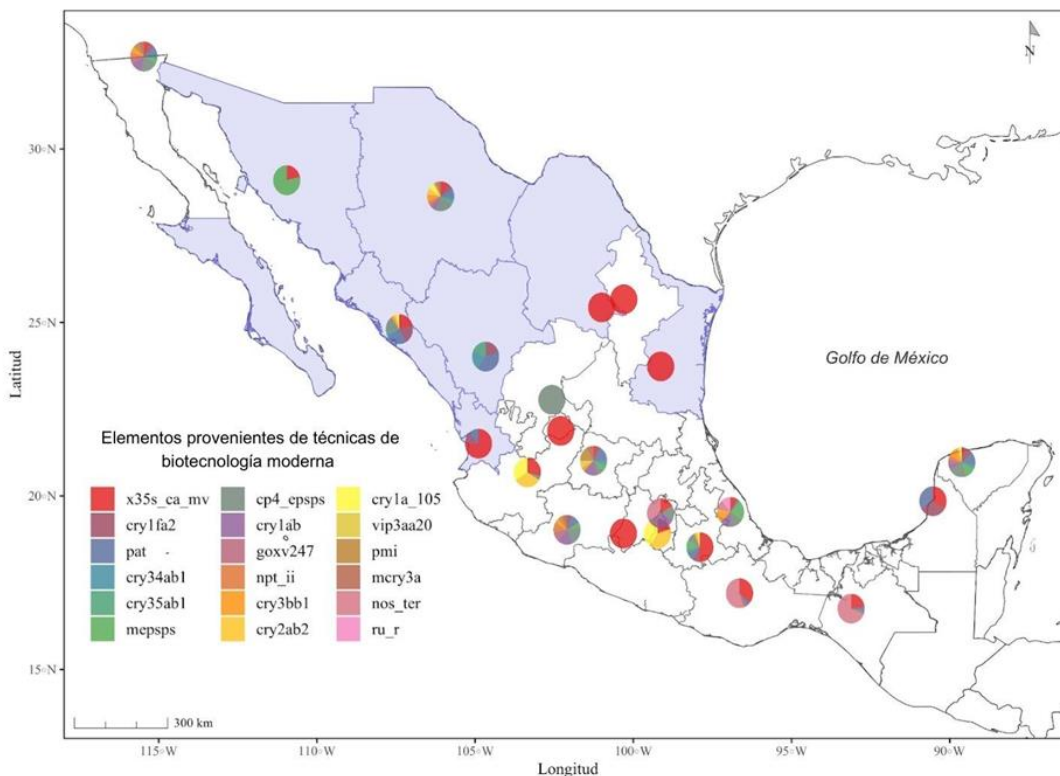 N
30°N
25°N
20°N
15°N
Latitud
Golfo de México
Elementos provenientes de técnicas de
biotecnología moderna
x35s_ca_mv
cry1fa2
pat
cry34ab1
cry35ab1
mepsps
cp4_epsps
cry1ab
goxv247
npt_ii
cry3bb1
cry2ab2
cry1a_105
vip3aa20
pmi
mcry3a
nos_ter
ru_r
300 km
115°W
110°W
105°W
100°W
95°W
90°W
Longitud